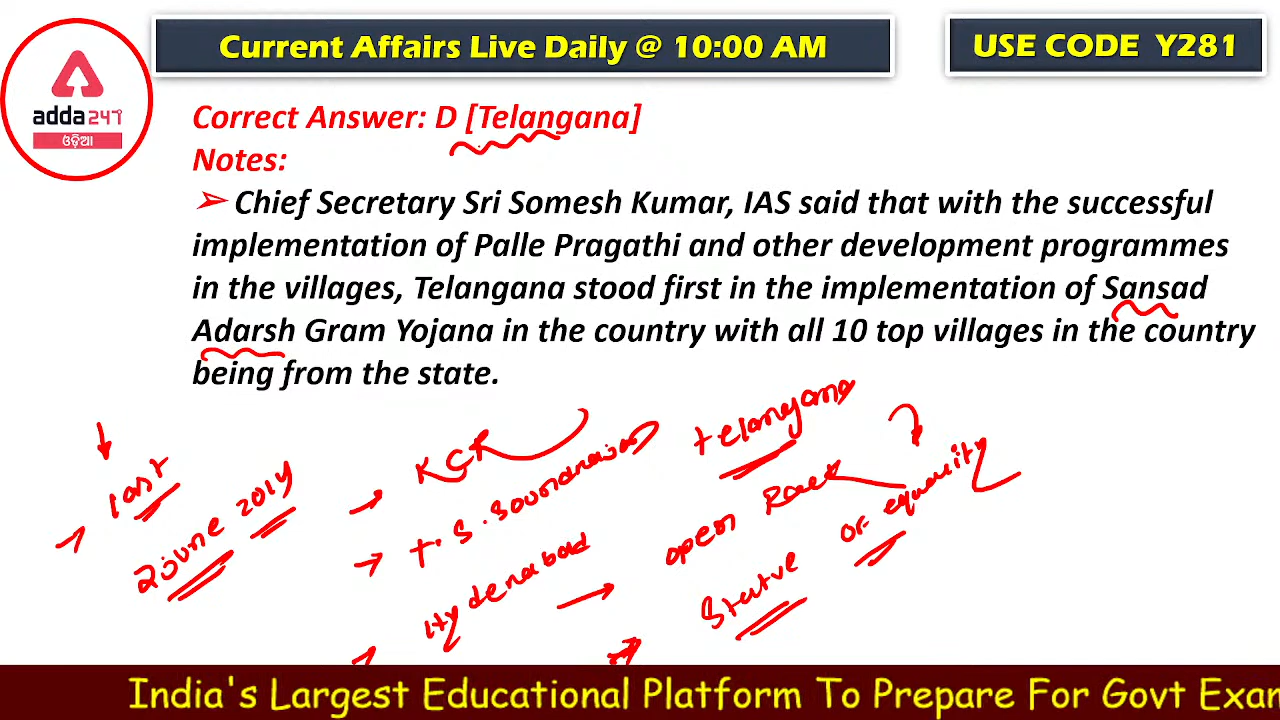 Current Affairs Live Daily @ 10:00 AM
USE CODE Y281
adda247
ଓଡ଼ିଆ
Correct Answer: D [Telangana]
Notes:
➢ Chief Secretary Sri Somesh Kumar, IAS said that with the successful
implementation of Palle Pragathi and other development programmes
in the villages, Telangana stood first in the implementation of Sansad
Adarsh Gram Yojana in the country with all 10 top villages in the country
being from the state.
Last
2 June 2014
KCR
T. S.
Hyderabad
Telangana
open Rock
Statue
OF equality
India's Largest Educational Platform To Prepare For Govt Exam